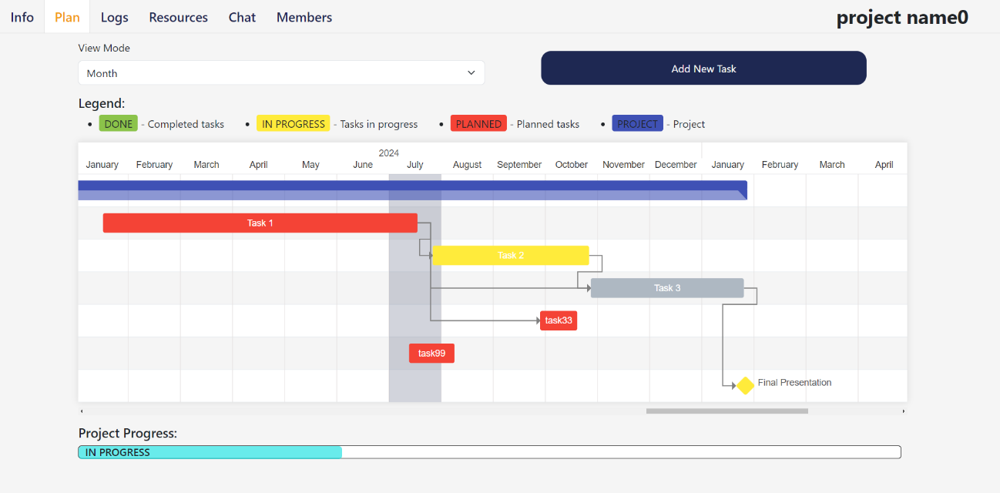 Info Plan Logs Resources Chat Members project name0
View Mode
Month
Add New Task
Legend:
• DONE - Completed tasks • IN PROGRESS - Tasks in progress • PLANNED - Planned tasks • PROJECT - Project
2024
January February March April May June July August September October November December January February March April
Task 1
Task 2
Task 3
task33
task99
Final Presentation
Project Progress:
IN PROGRESS